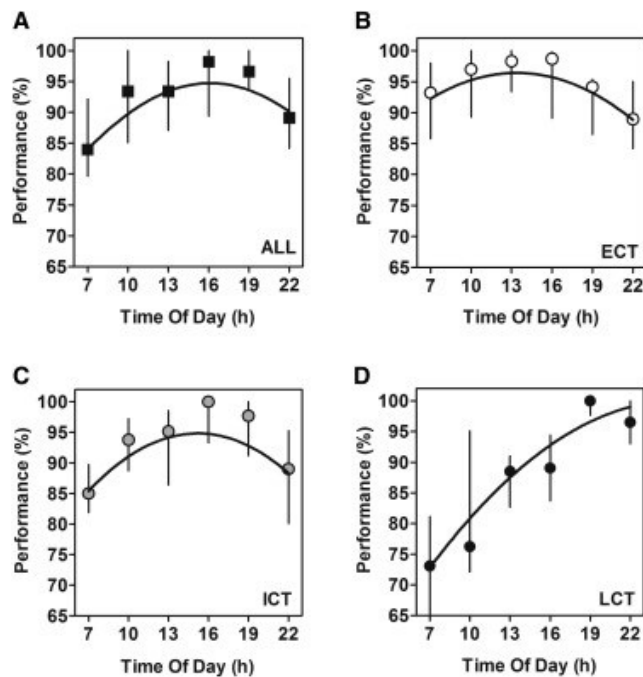 A
Performance (%)
100
95
90
85
80
75
70
65
7 10 13 16 19 22
Time Of Day (h)
ALL
B
Performance (%)
100
95
90
85
80
75
70
65
7 10 13 16 19 22
Time Of Day (h)
ECT
C
Performance (%)
100
95
90
85
80
75
70
65
7 10 13 16 19 22
Time Of Day (h)
ICT
D
Performance (%)
100
95
90
85
80
75
70
65
7 10 13 16 19 22
Time Of Day (h)
LCT